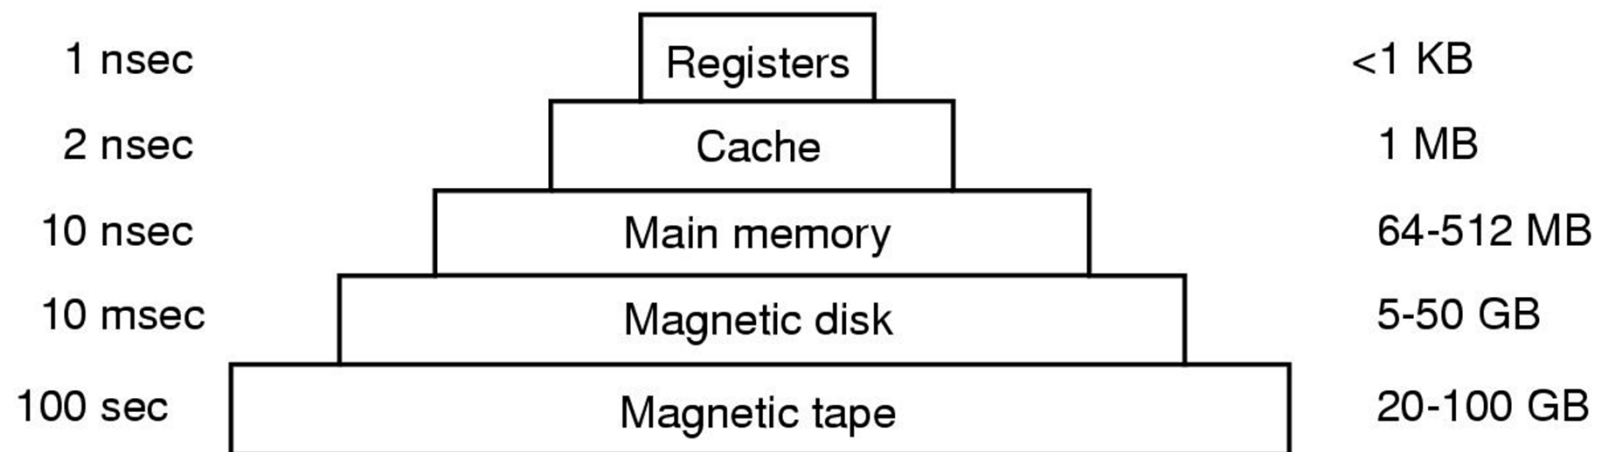 1 nsec Registers <1 KB
2 nsec Cache 1 MB
10 nsec Main memory 64-512 MB
10 msec Magnetic disk 5-50 GB
100 sec Magnetic tape 20-100 GB